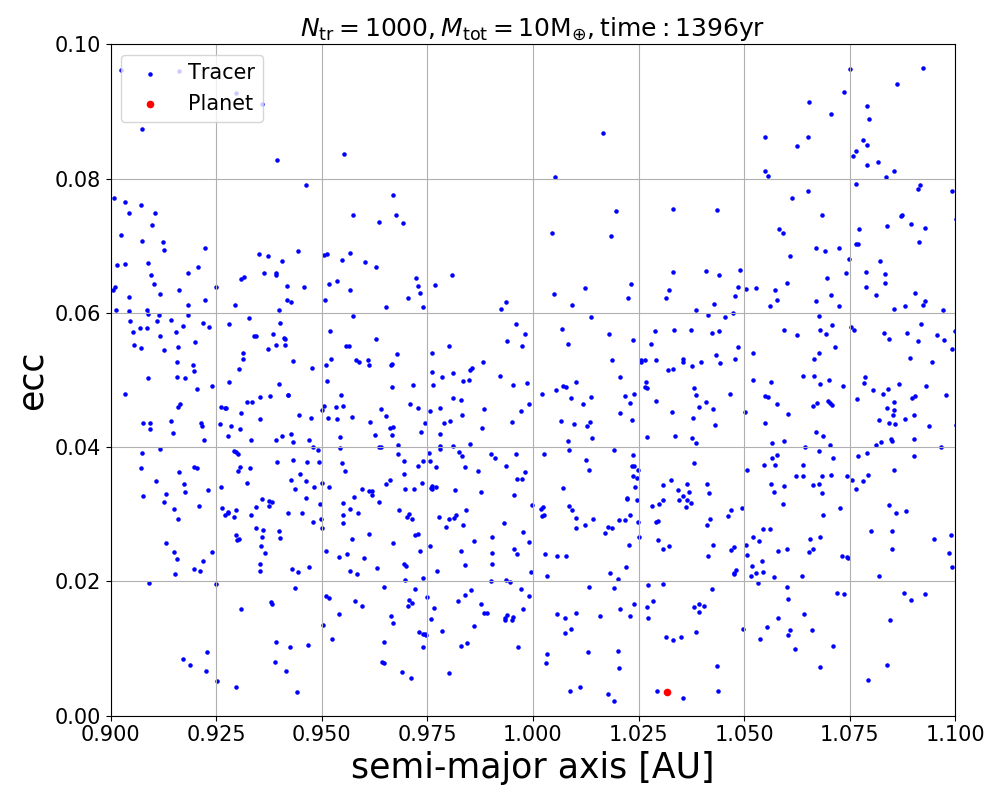 N_tr = 1000, M_tot = 10M_⊕, time : 1396yr
0.10
Tracer
Planet
0.08
0.06
ecc
0.04
0.02
0.00
0.900 0.925 0.950 0.975 1.000 1.025 1.050 1.075 1.100
semi-major axis [AU]